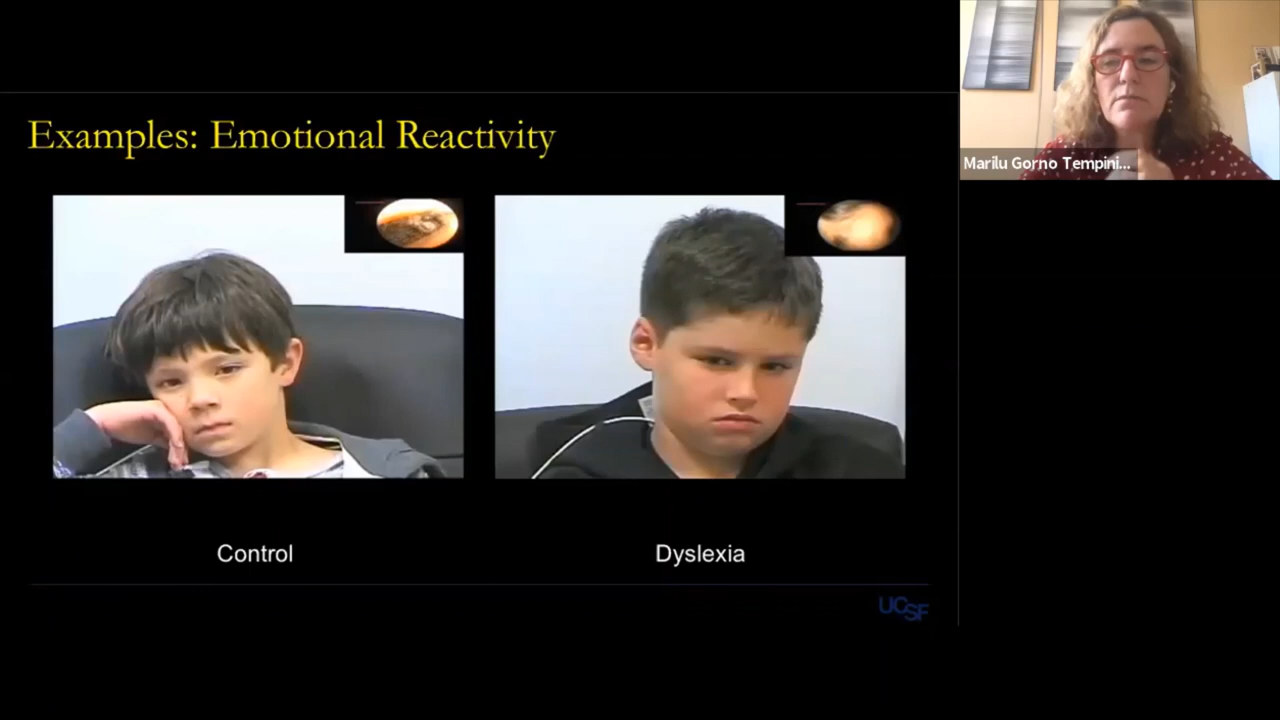 Examples: Emotional Reactivity
Marilu Gorno Tempini...
Control
Dyslexia
UCSF